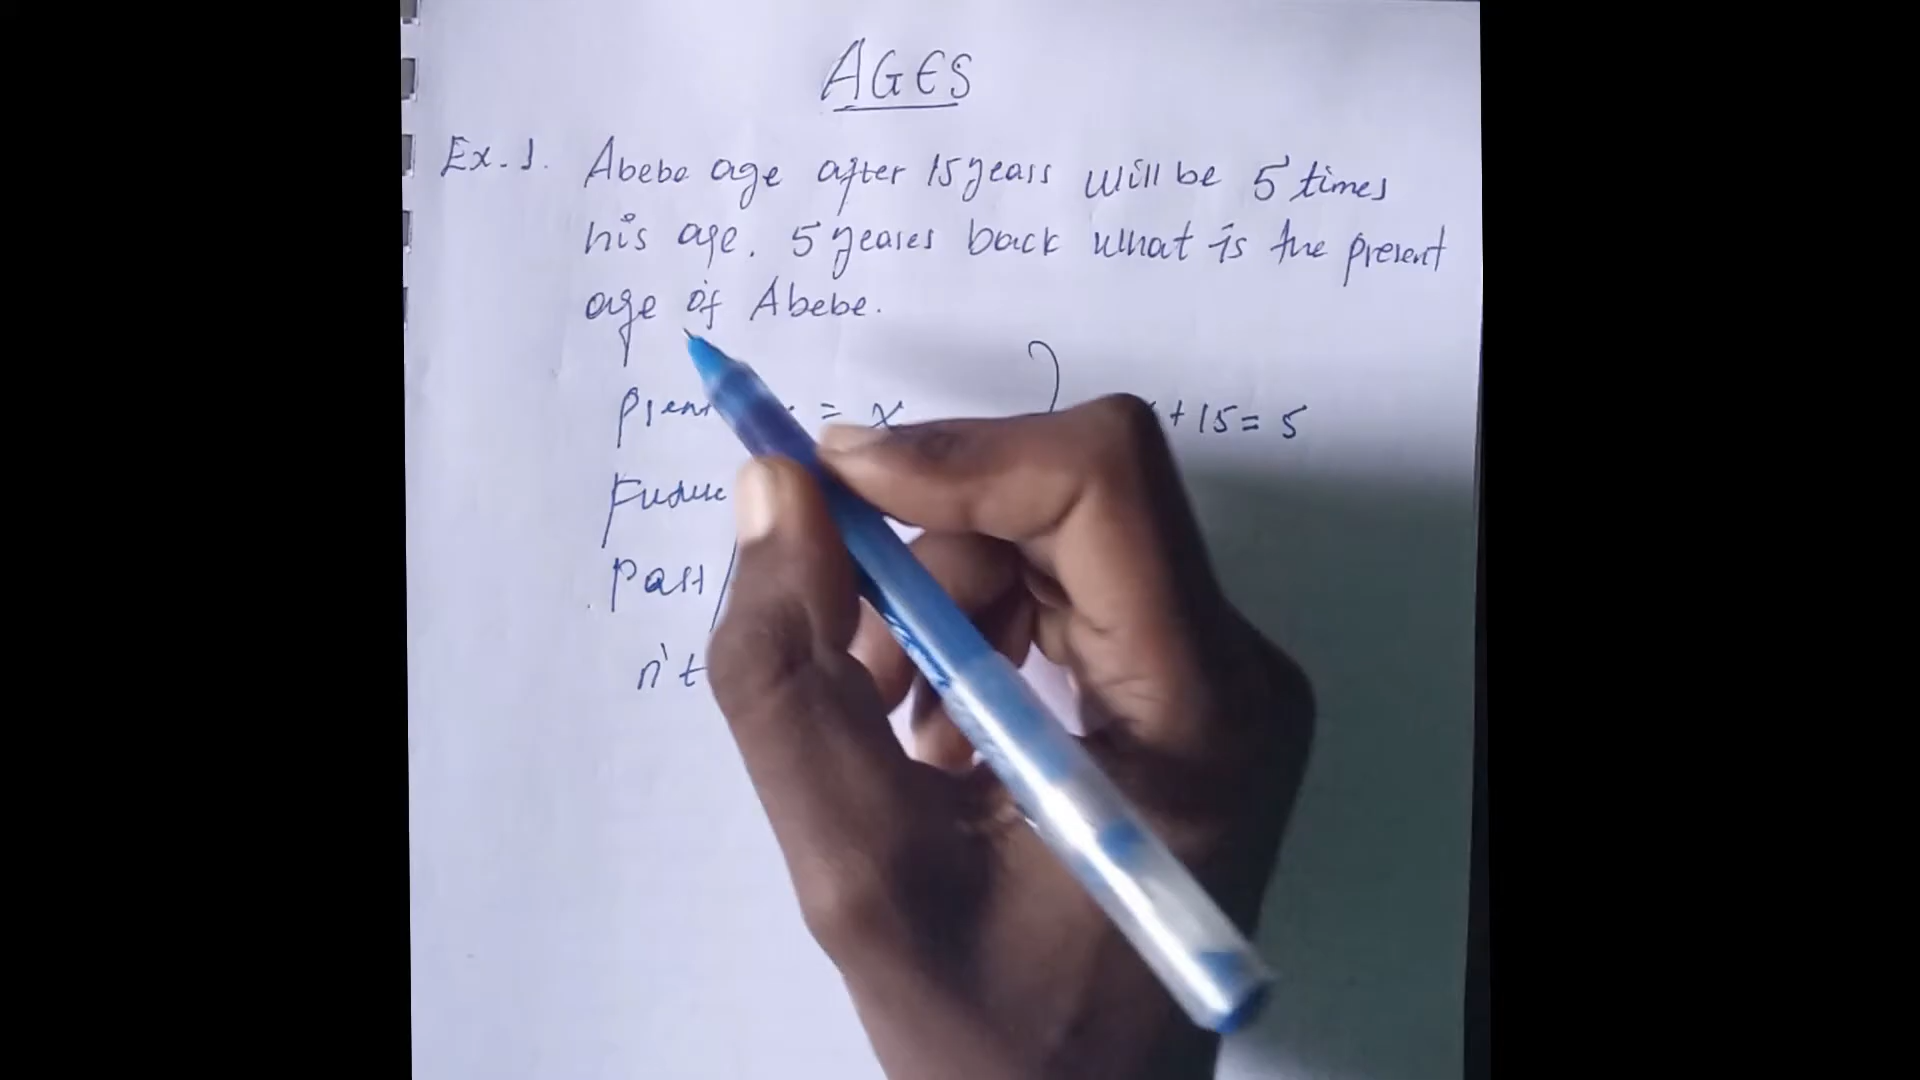 AGES
Ex-1. Abebe age after 15 years will be 5 times
his age. 5 yeares back what is the present
age of Abebe.
= x
+ 15 = 5
Past
n't